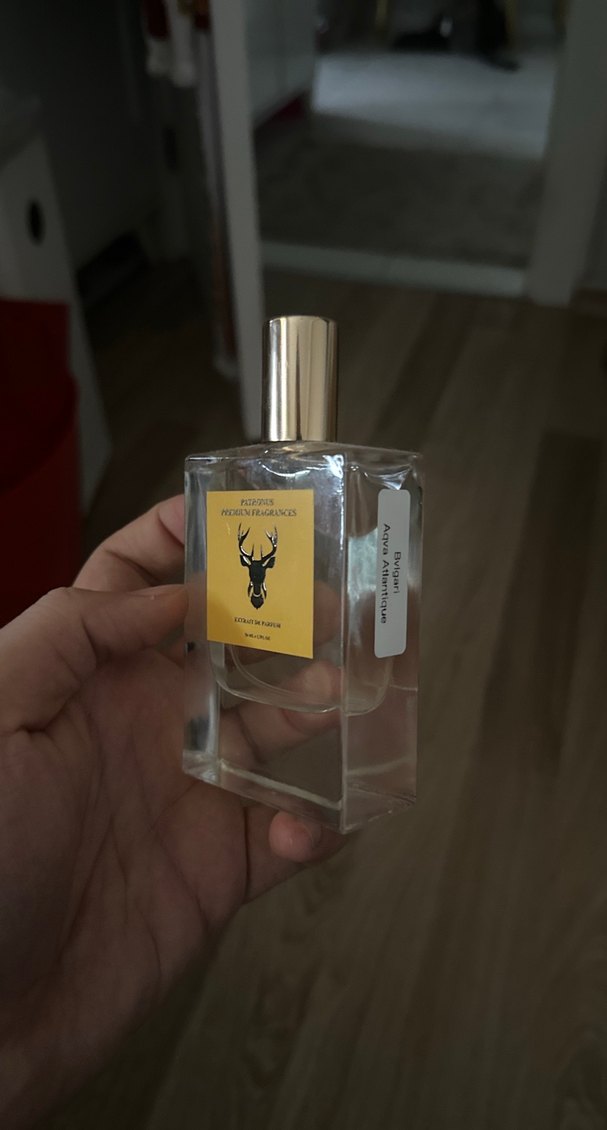 PATRONUS
PREMIUM FRAGRANCES
EXTRAIT DE PARFUM
Bvlgari
Aqva Atlantique